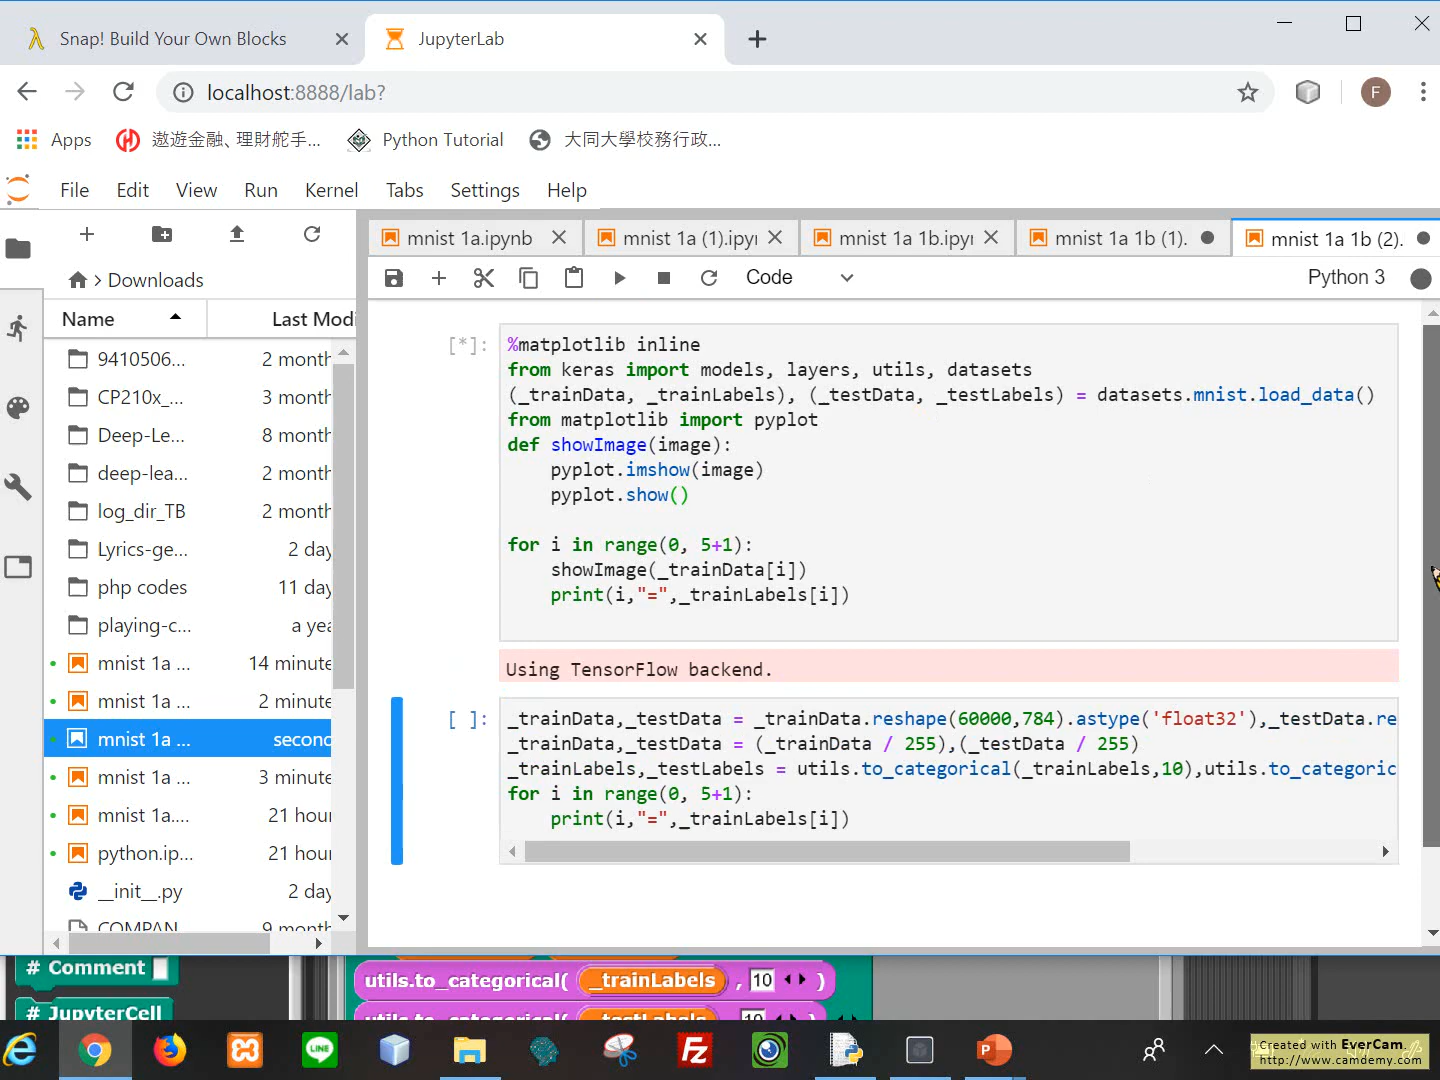 Snap! Build Your Own Blocks
JupyterLab
localhost:8888/lab?
F
Apps
遨遊金融、理財舵手...
Python Tutorial
大同大學校務行政...
File Edit View Run Kernel Tabs Settings Help
mnist 1a.ipynb
mnist 1a (1).ipyı
mnist 1a 1b.ipyı
mnist 1a 1b (1).
mnist 1a 1b (2).
Code
Python 3
Downloads
Name
Last Modi
9410506... 2 month
CP210x_... 3 month
Deep-Le... 8 month
deep-lea... 2 month
log_dir_TB 2 month
Lyrics-ge... 2 day
php codes 11 day
playing-c... a yea
mnist 1a ... 14 minute
mnist 1a ... 2 minute
mnist 1a ... second
mnist 1a ... 3 minute
mnist 1a.... 21 hour
python.ip... 21 hour
__init__.py 2 day
COMPAN 9 month
[*]:
%matplotlib inline
from keras import models, layers, utils, datasets
(_trainData, _trainLabels), (_testData, _testLabels) = datasets.mnist.load_data()
from matplotlib import pyplot
def showImage(image):
    pyplot.imshow(image)
    pyplot.show()
for i in range(0, 5+1):
    showImage(_trainData[i])
    print(i,"=",_trainLabels[i])
Using TensorFlow backend.
[ ]:
_trainData,_testData = _trainData.reshape(60000,784).astype('float32'),_testData.re
_trainData,_testData = (_trainData / 255),(_testData / 255)
_trainLabels,_testLabels = utils.to_categorical(_trainLabels,10),utils.to_categoric
for i in range(0, 5+1):
    print(i,"=",_trainLabels[i])
# Comment
# JupyterCell
utils.to_categorical( _trainLabels , 10 )
utils.to_categorical( _testLabels , 10 )
LINE
Created with EverCam.
http://www.camdemy.com